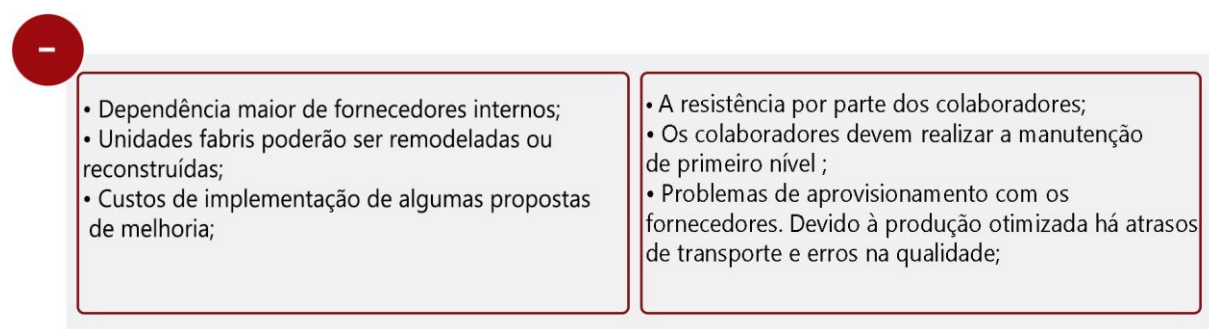 –
• Dependência maior de fornecedores internos;
• Unidades fabris poderão ser remodeladas ou
reconstruídas;
• Custos de implementação de algumas propostas
de melhoria;
• A resistência por parte dos colaboradores;
• Os colaboradores devem realizar a manutenção
de primeiro nível ;
• Problemas de aprovisionamento com os
fornecedores. Devido à produção otimizada há atrasos
de transporte e erros na qualidade;